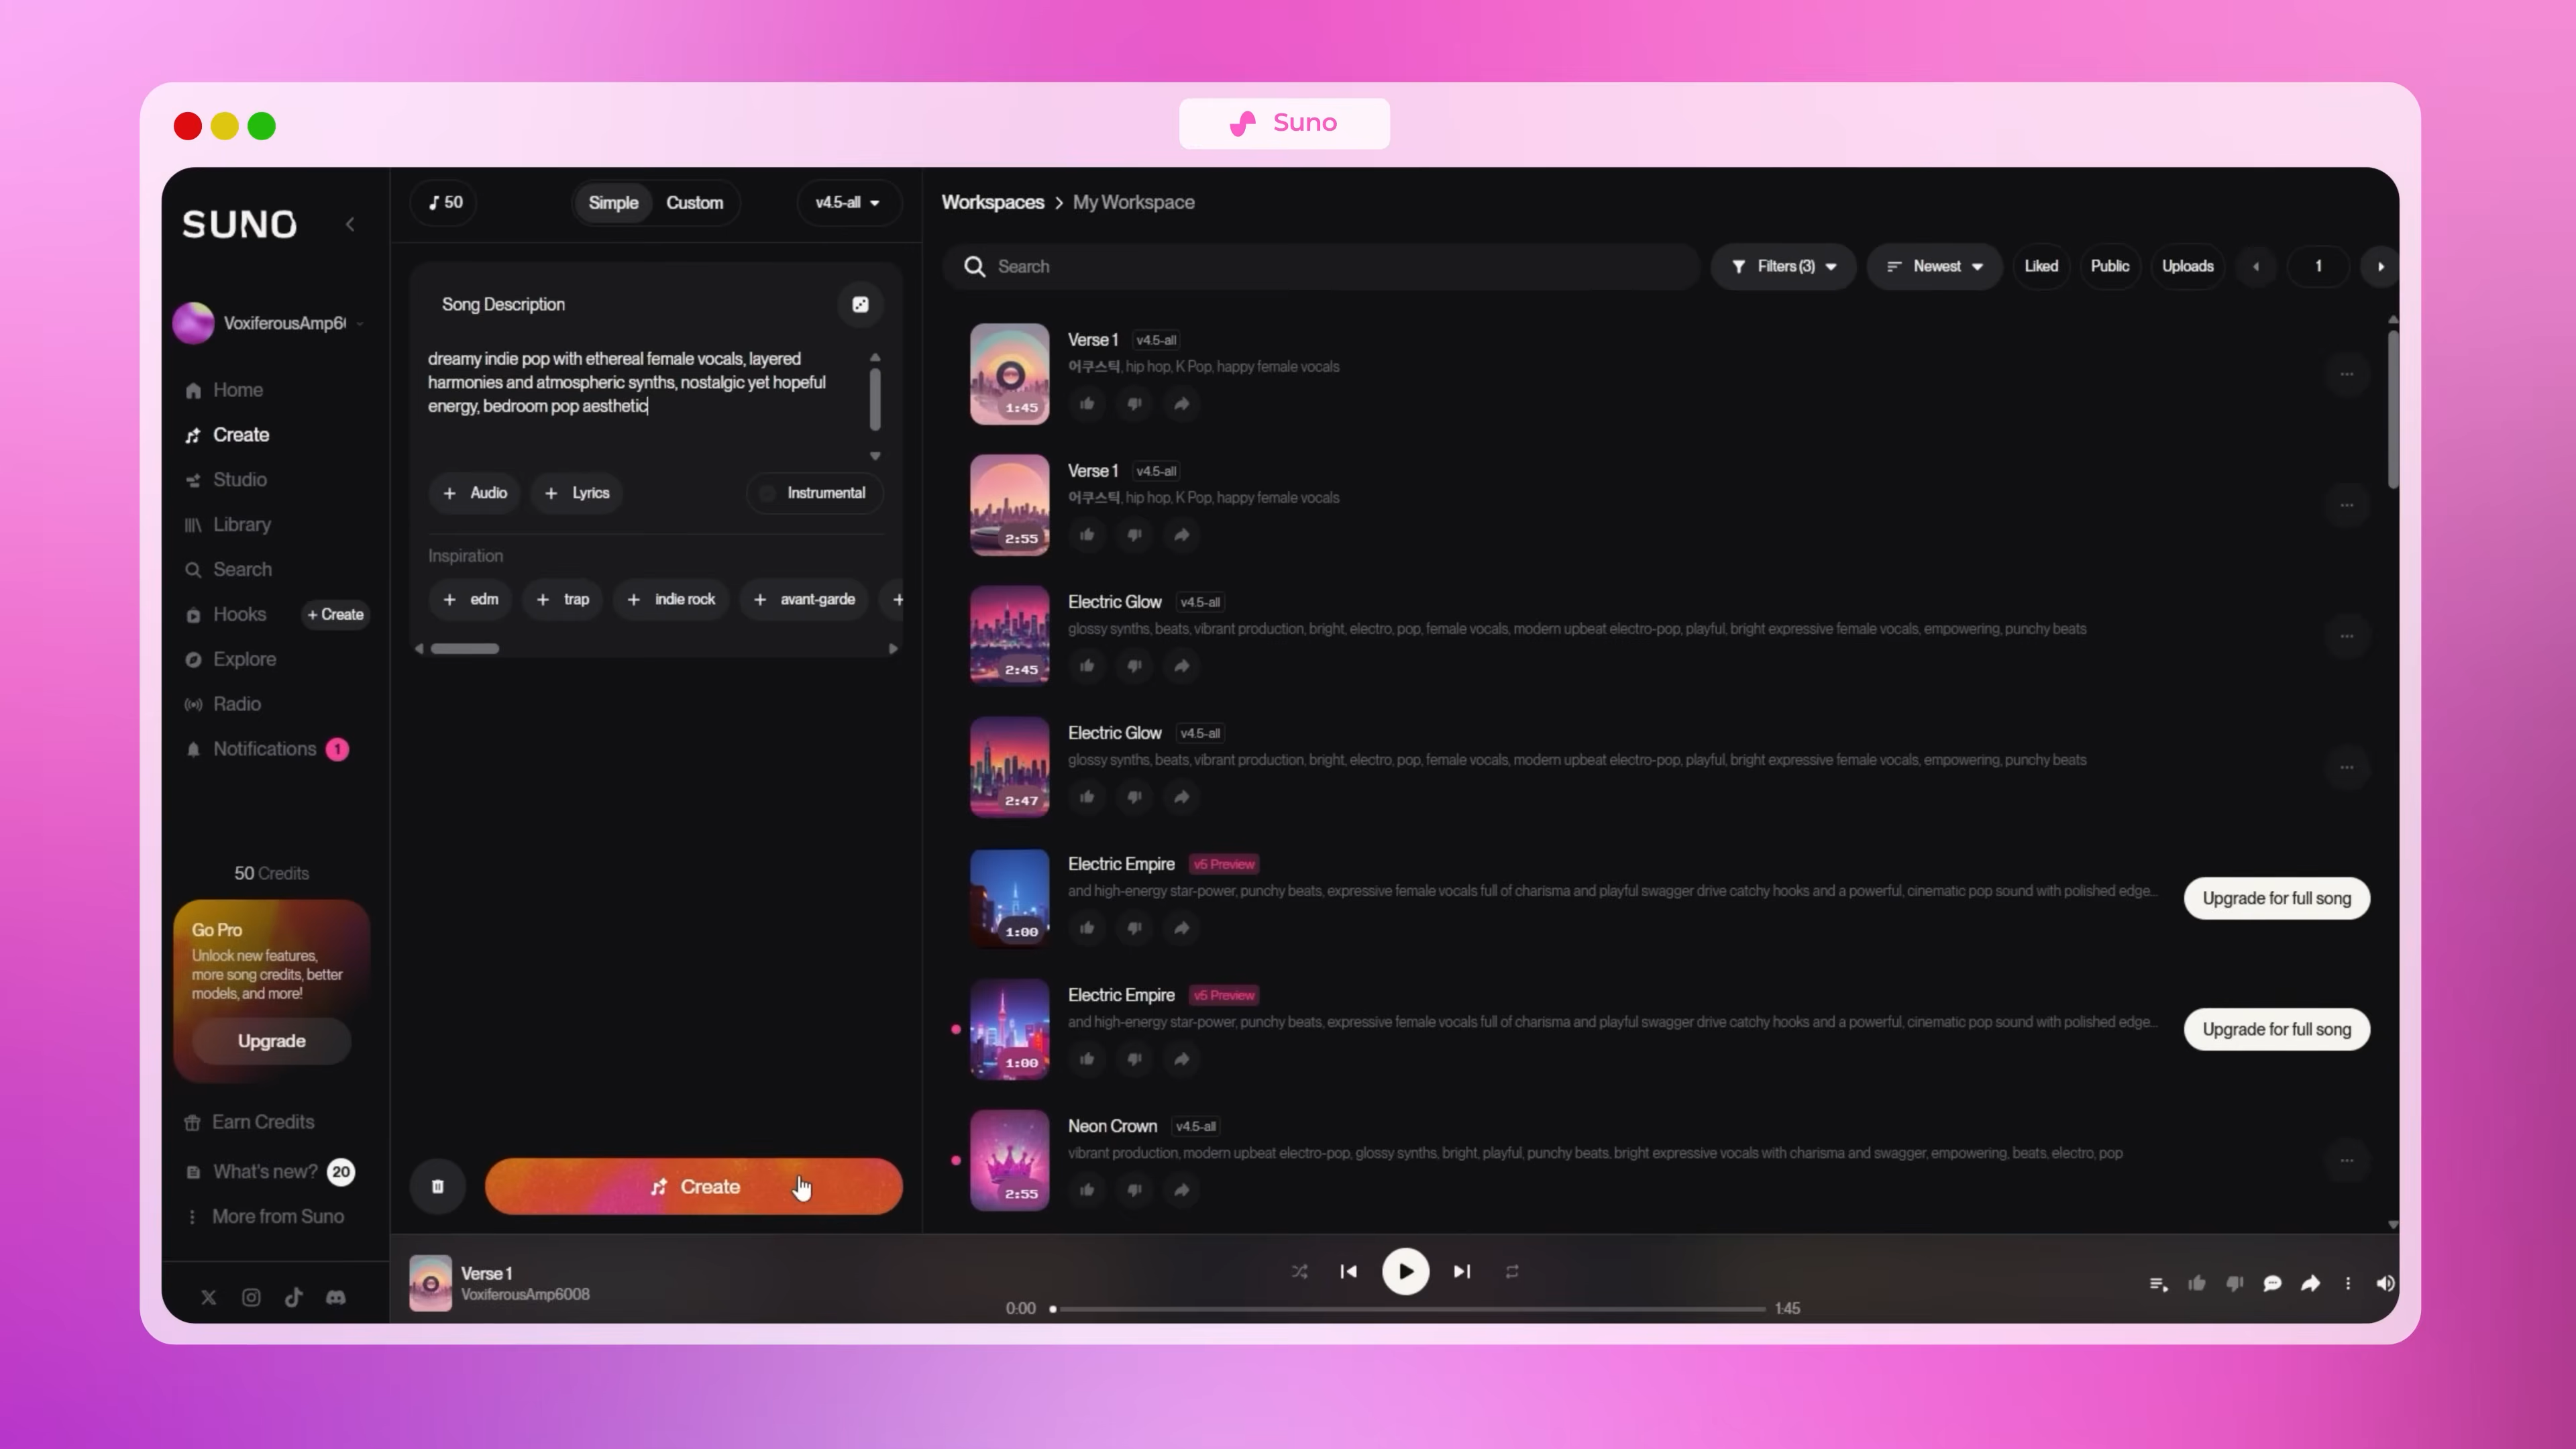 Suno
SUNO
VoxiferousAmp6
Home
Create
Studio
Library
Search
Hooks
+ Create
Explore
Radio
Notifications 1
50 Credits
Go Pro
Unlock new features,
more song credits, better
models, and more!
Upgrade
Earn Credits
What's new? 20
More from Suno
50
Simple
Custom
v4.5-all
Song Description
dreamy indie pop with ethereal female vocals, layered
harmonies and atmospheric synths, nostalgic yet hopeful
energy, bedroom pop aesthetic
+ Audio
+ Lyrics
Instrumental
Inspiration
+ edm
+ trap
+ indie rock
+ avant-garde
+
Create
Workspaces > My Workspace
Search
Filters (3)
Newest
Liked
Public
Uploads
1
Verse 1 v4.5-all
어쿠스틱, hip hop, K Pop, happy female vocals
1:45
Verse 1 v4.5-all
어쿠스틱, hip hop, K Pop, happy female vocals
2:55
Electric Glow v4.5-all
glossy synths, beats, vibrant production, bright, electro, pop, female vocals, modern upbeat electro-pop, playful, bright expressive female vocals, empowering, punchy beats
2:45
Electric Glow v4.5-all
glossy synths, beats, vibrant production, bright, electro, pop, female vocals, modern upbeat electro-pop, playful, bright expressive female vocals, empowering, punchy beats
2:47
Electric Empire v5 Preview
and high-energy star-power, punchy beats, expressive female vocals full of charisma and playful swagger drive catchy hooks and a powerful, cinematic pop sound with polished edge...
1:00
Upgrade for full song
Electric Empire v5 Preview
and high-energy star-power, punchy beats, expressive female vocals full of charisma and playful swagger drive catchy hooks and a powerful, cinematic pop sound with polished edge...
1:00
Upgrade for full song
Neon Crown v4.5-all
vibrant production, modern upbeat electro-pop, glossy synths, bright, playful, punchy beats, bright expressive vocals with charisma and swagger, empowering, beats, electro, pop
2:55
Verse 1
VoxiferousAmp6008
0:00
1:45